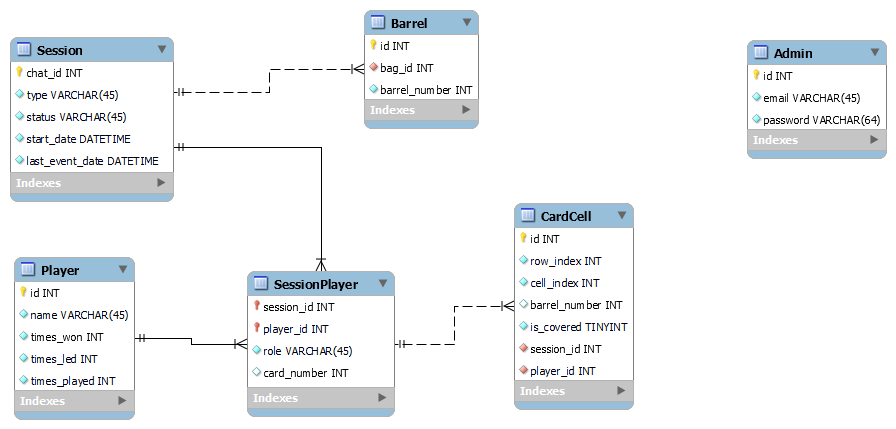 Session
chat_id INT
type VARCHAR(45)
status VARCHAR(45)
start_date DATETIME
last_event_date DATETIME
Indexes
Barrel
id INT
bag_id INT
barrel_number INT
Indexes
Admin
id INT
email VARCHAR(45)
password VARCHAR(64)
Indexes
Player
id INT
name VARCHAR(45)
times_won INT
times_led INT
times_played INT
Indexes
SessionPlayer
session_id INT
player_id INT
role VARCHAR(45)
card_number INT
Indexes
CardCell
id INT
row_index INT
cell_index INT
barrel_number INT
is_covered TINYINT
session_id INT
player_id INT
Indexes